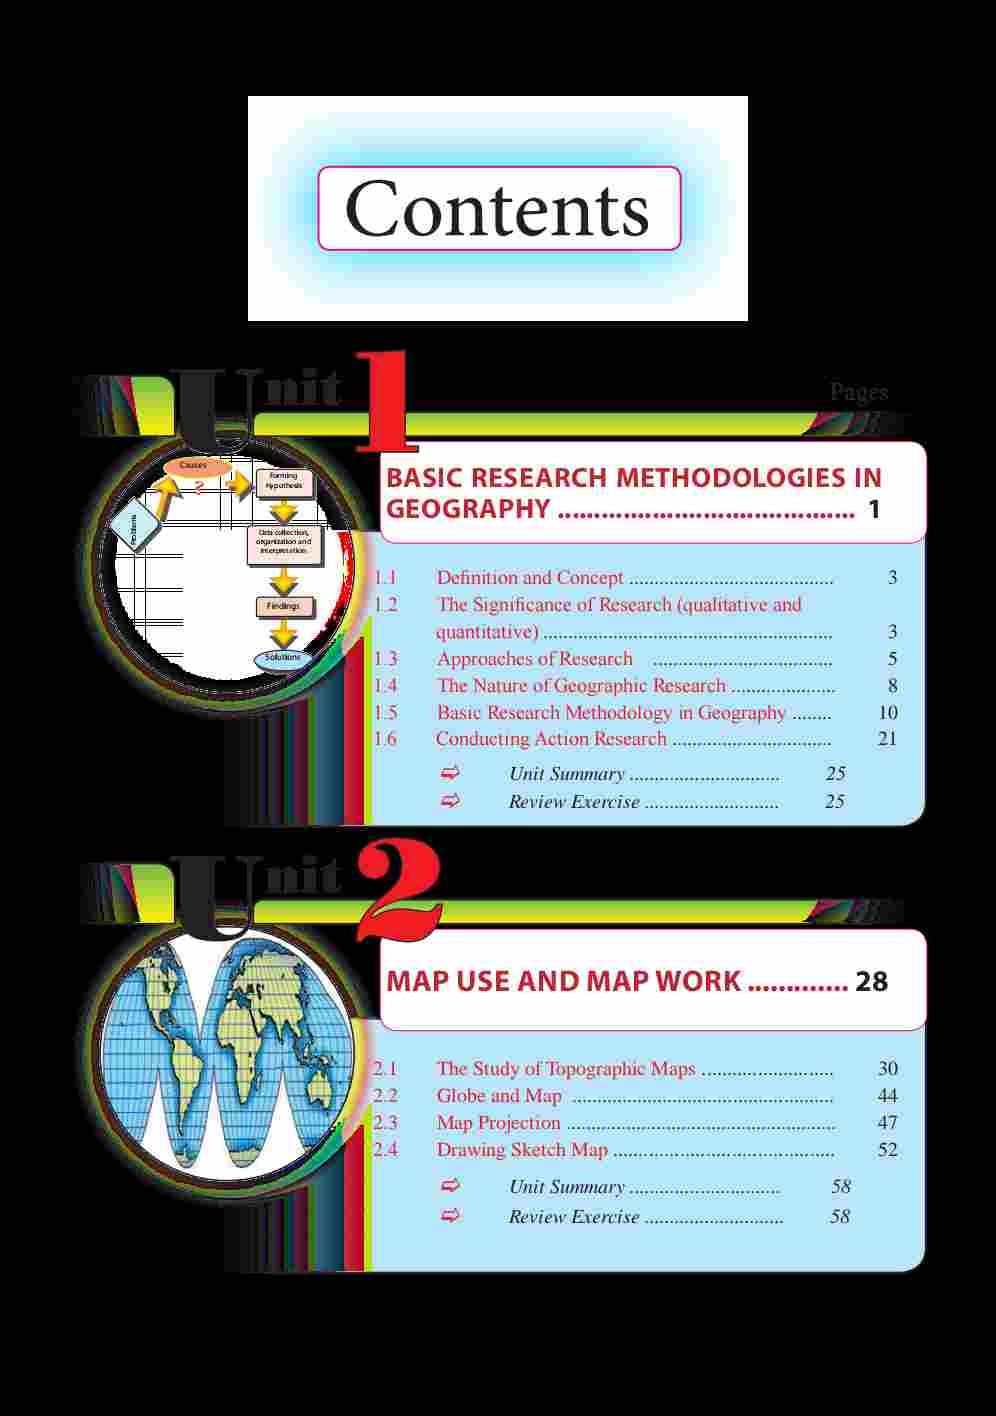 Contents
Unit 1
Pages
Causes
?
Problems
Forming
Hypothesis
Data collection,
organization and
interpretation
Findings
Solutions
BASIC RESEARCH METHODOLOGIES IN
GEOGRAPHY ......................................... 1
1.1 Definition and Concept ......................................... 3
1.2 The Significance of Research (qualitative and
quantitative) .......................................................... 3
1.3 Approaches of Research .................................... 5
1.4 The Nature of Geographic Research ..................... 8
1.5 Basic Research Methodology in Geography ........ 10
1.6 Conducting Action Research ................................ 21
➪ Unit Summary .............................. 25
➪ Review Exercise ........................... 25
Unit 2
MAP USE AND MAP WORK ............. 28
2.1 The Study of Topographic Maps .......................... 30
2.2 Globe and Map .................................................... 44
2.3 Map Projection ...................................................... 47
2.4 Drawing Sketch Map ............................................ 52
➪ Unit Summary .............................. 58
➪ Review Exercise ............................ 58